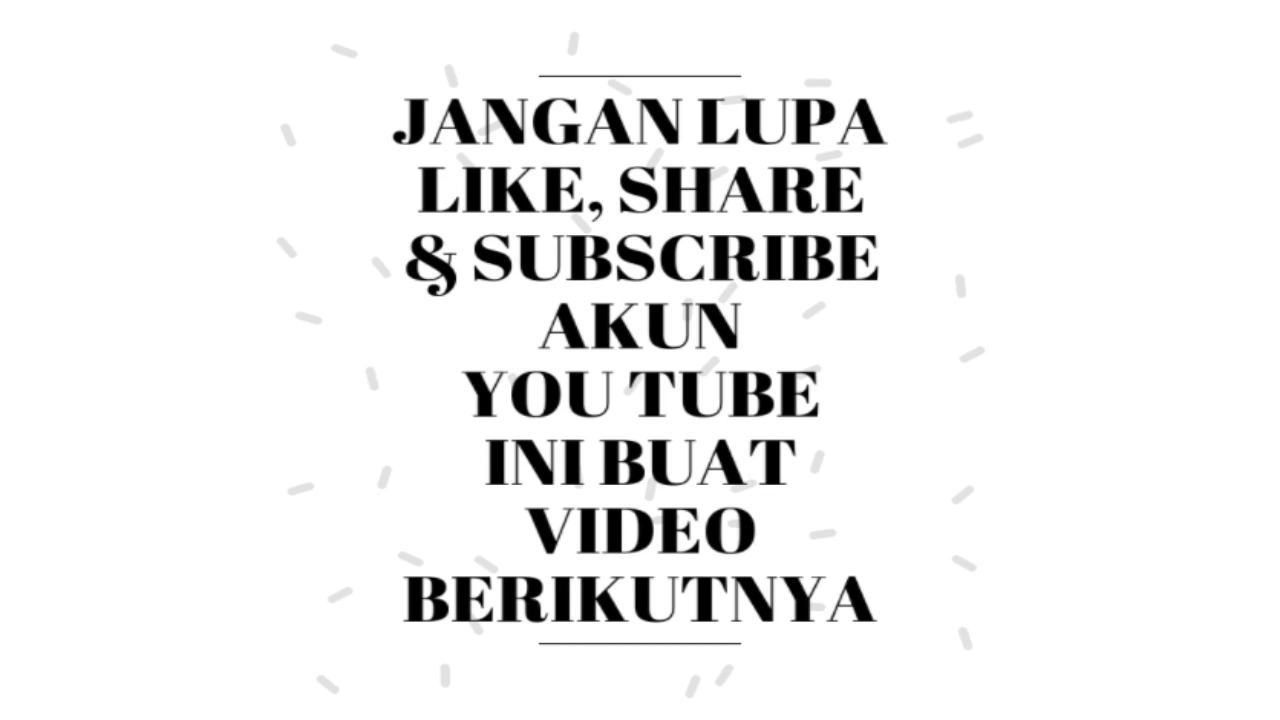 JANGAN LUPA
LIKE, SHARE
& SUBSCRIBE
AKUN
YOU TUBE
INI BUAT
VIDEO
BERIKUTNYA